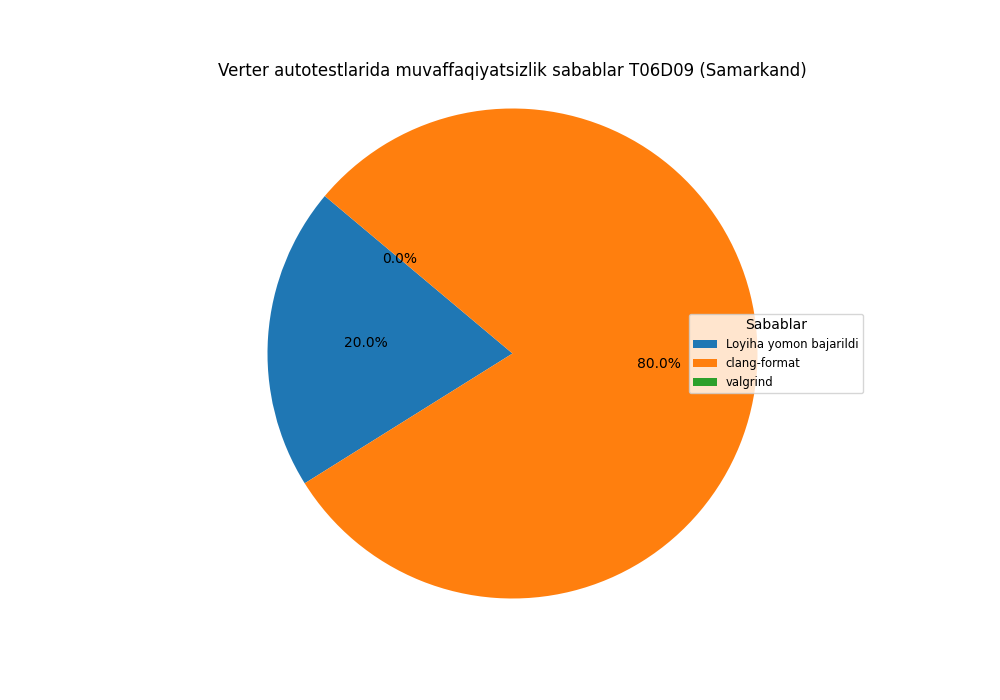 Verter autotestlarida muvaffaqiyatsizlik sabablar T06D09 (Samarkand)
0.0%
20.0%
80.0%
Sabablar
Loyiha yomon bajarildi
clang-format
valgrind